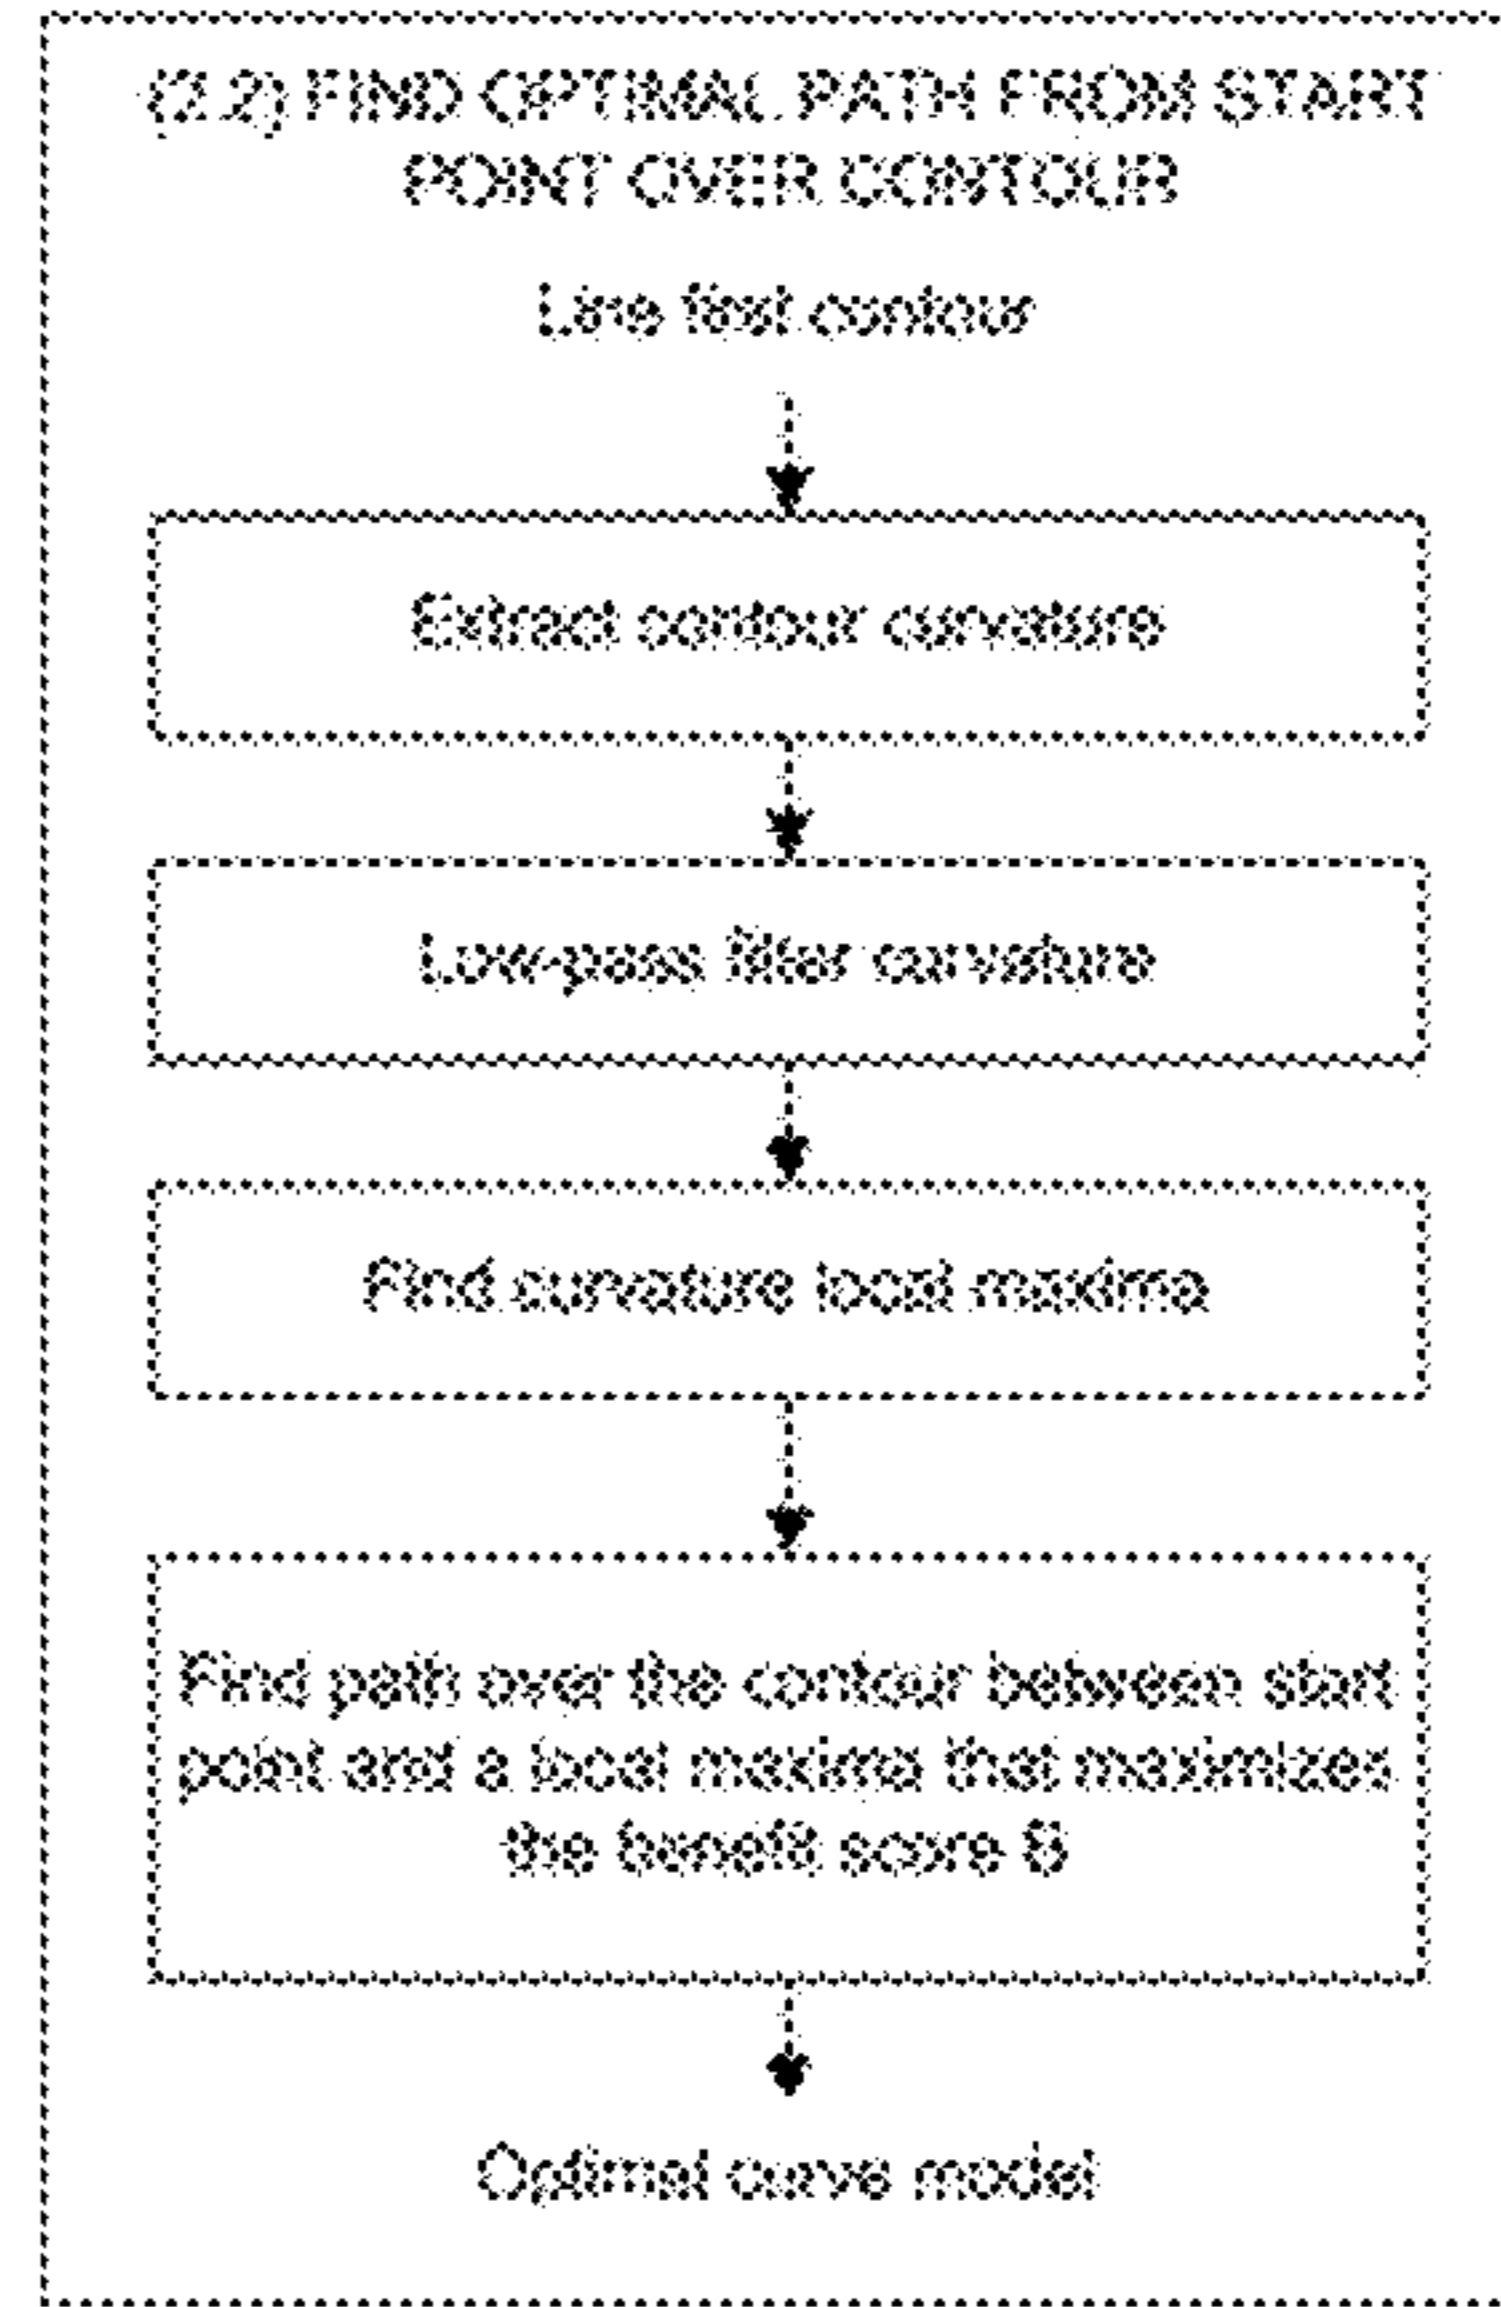 (2.2) FIND OPTIMAL PATH FROM START
POINT OVER CONTOUR
Line first contour
Extract contour curvature
Low-pass filter curvature
Find curvature local maxima
Find path over the contour between start
point and a local maxima that maximizes
the benefit score B
Optimal curve model